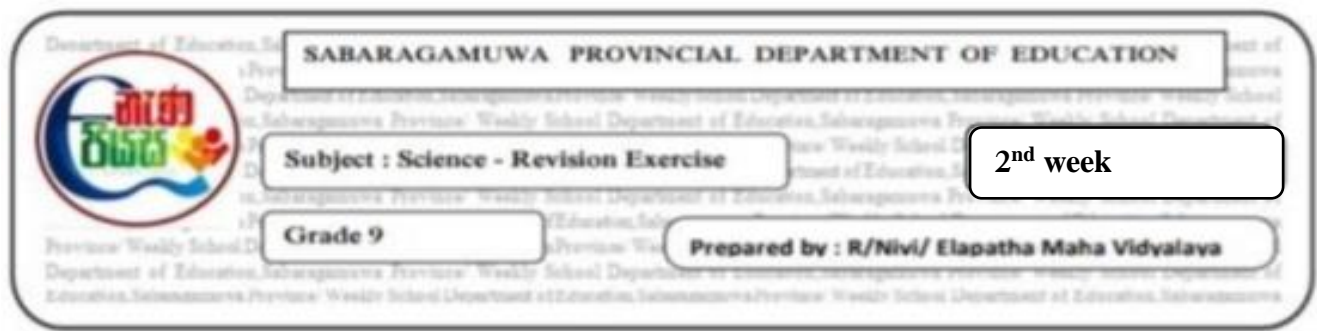 SABARAGAMUWA PROVINCIAL DEPARTMENT OF EDUCATION
නැණ
පියස
Subject : Science - Revision Exercise
2nd week
Grade 9
Prepared by : R/Nivi/ Elapatha Maha Vidyalaya